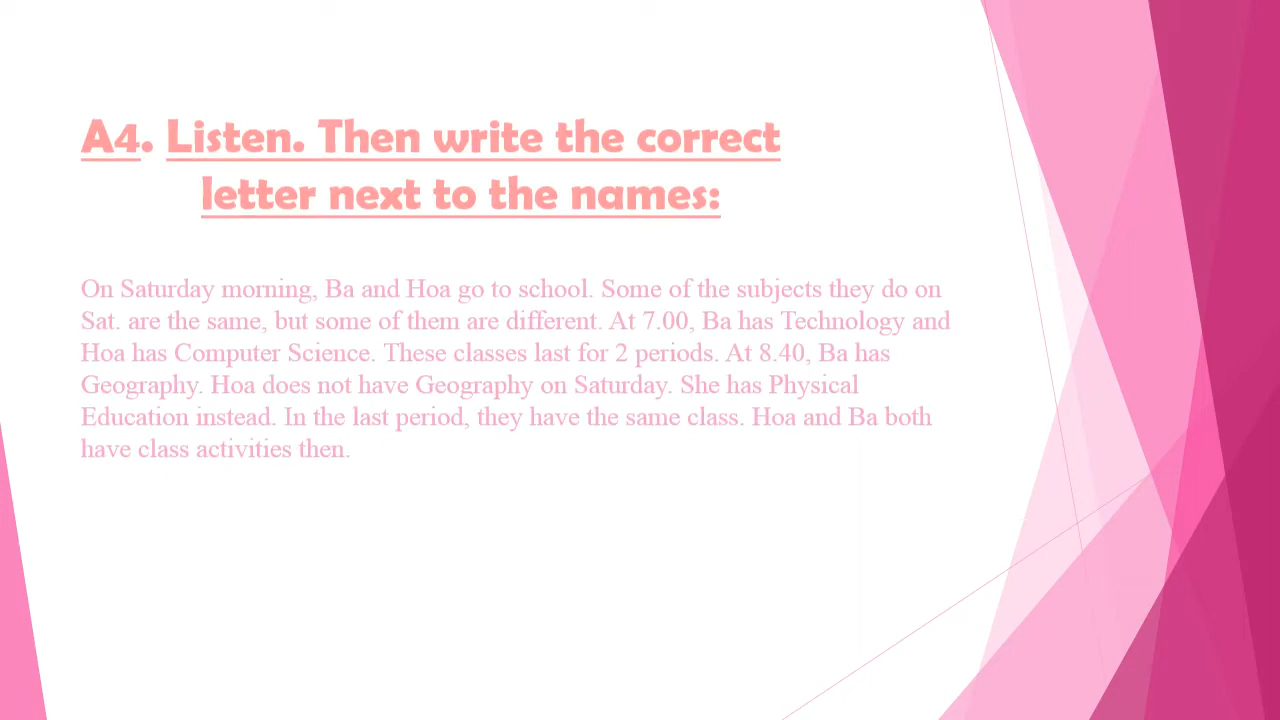 A4. Listen. Then write the correct
letter next to the names:
On Saturday morning, Ba and Hoa go to school. Some of the subjects they do on
Sat. are the same, but some of them are different. At 7.00, Ba has Technology and
Hoa has Computer Science. These classes last for 2 periods. At 8.40, Ba has
Geography. Hoa does not have Geography on Saturday. She has Physical
Education instead. In the last period, they have the same class. Hoa and Ba both
have class activities then.